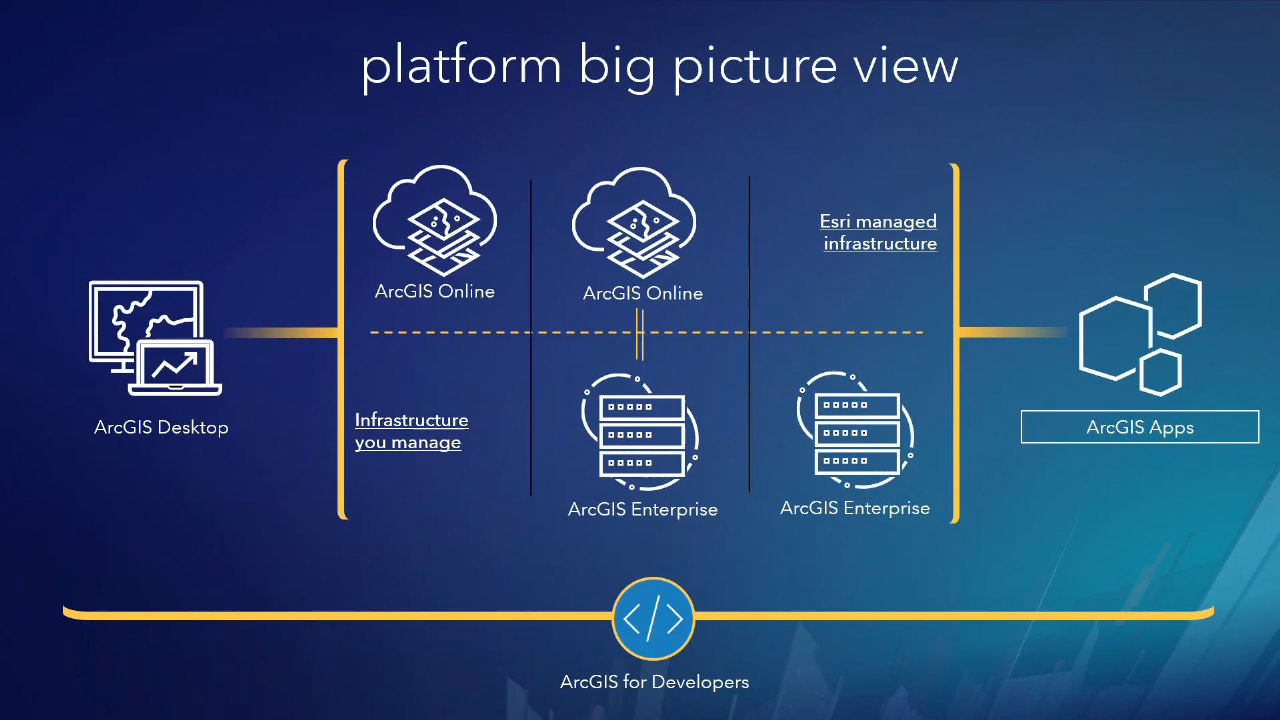 platform big picture view
ArcGIS Online
ArcGIS Online
Esri managed
infrastructure
ArcGIS Desktop
Infrastructure
you manage
ArcGIS Enterprise
ArcGIS Enterprise
ArcGIS Apps
</>
ArcGIS for Developers